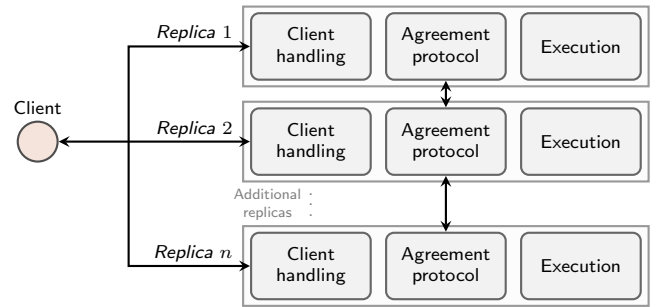 Replica 1
Client handling
Agreement protocol
Execution
Client
Replica 2
Client handling
Agreement protocol
Execution
Additional replicas
Replica n
Client handling
Agreement protocol
Execution